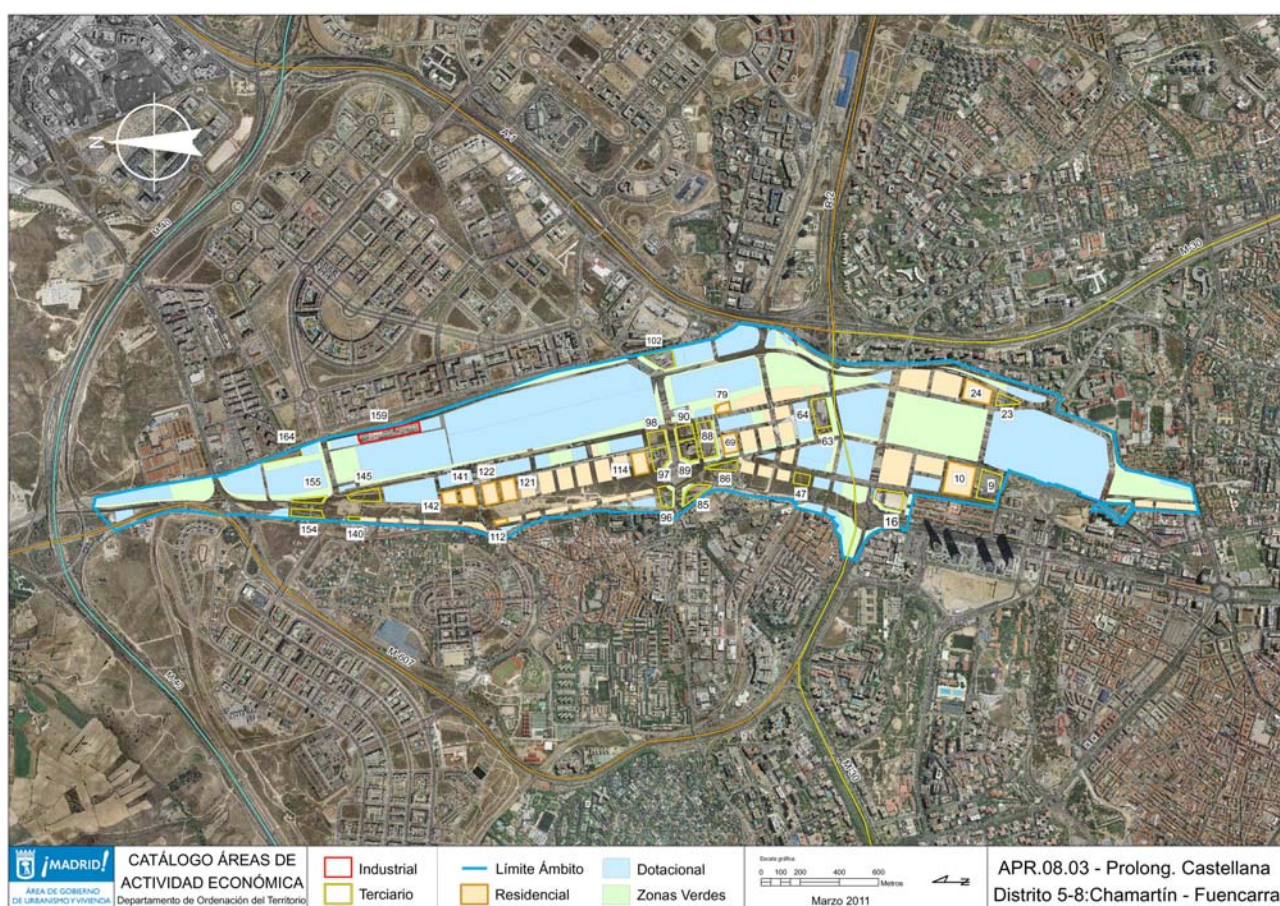 N
M-40
A-1
R-2
M-30
102
159
164
79
24
23
98
90
88
64
63
69
155
145
141
122
121
114
97
89
86
142
10
9
47
154
140
112
96
85
16
M-607
M-40
M-30
¡MADRID!
ÁREA DE GOBIERNO
DE URBANISMO Y VIVIENDA
CATÁLOGO ÁREAS DE
ACTIVIDAD ECONÓMICA
Departamento de Ordenación del Territorio
Industrial
Terciario
Límite Ámbito
Residencial
Dotacional
Zonas Verdes
Escala gráfica
0 100 200 400 600
Metros
Marzo 2011
N
APR.08.03 - Prolong. Castellana
Distrito 5-8:Chamartín - Fuencarra